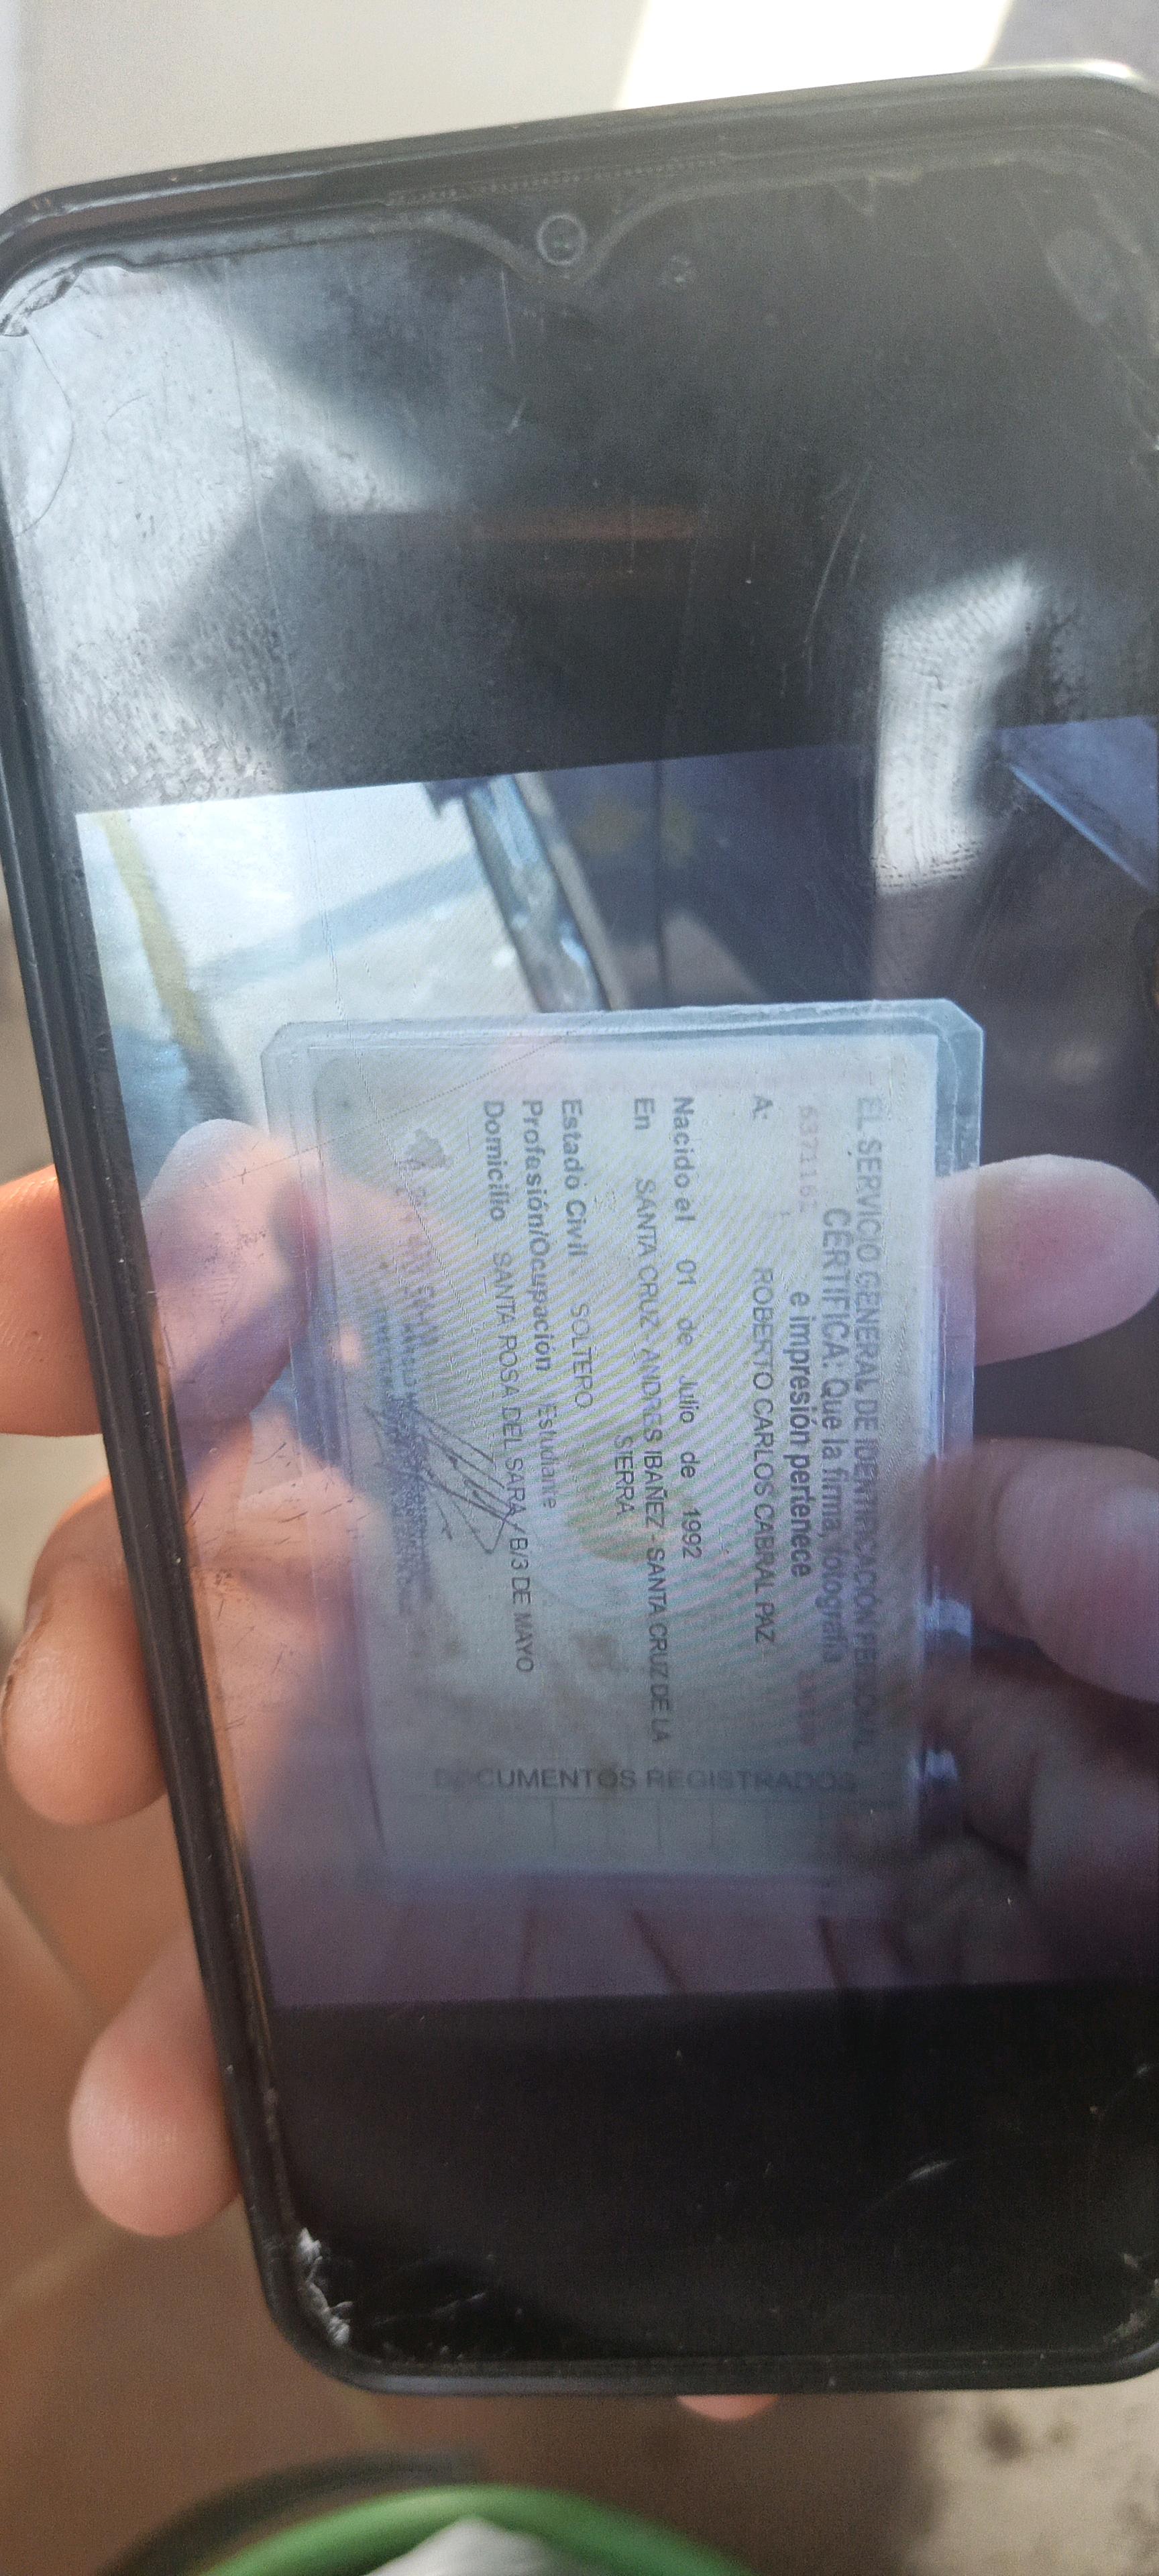 EL SERVICIO GENERAL DE IDENTIFICACIÓN PERSONAL
CERTIFICA: Que la firma, fotografía
e impresión pertenece
A: ROBERTO CARLOS CABRAL PAZ
Nacido el 01 de Julio de 1992
En SANTA CRUZ - ANDRES IBAÑEZ - SANTA CRUZ DE LA
SIERRA
Estado Civil SOLTERO
Profesión/Ocupación Estudiante
Domicilio SANTA ROSA DEL SARA / B/3 DE MAYO
DOCUMENTOS REGISTRADOS